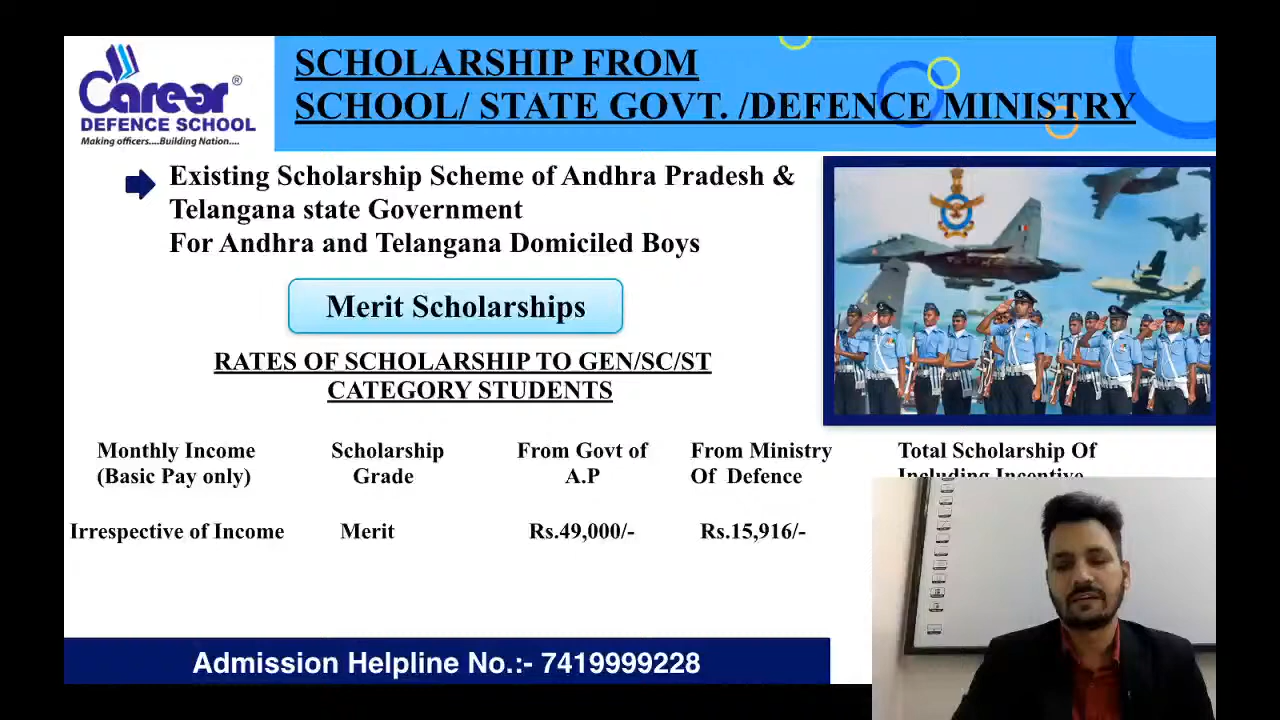 Carear®
DEFENCE SCHOOL
Making officers....Building Nation....
SCHOLARSHIP FROM
SCHOOL/ STATE GOVT. /DEFENCE MINISTRY
Existing Scholarship Scheme of Andhra Pradesh &
Telangana state Government
For Andhra and Telangana Domiciled Boys
Merit Scholarships
RATES OF SCHOLARSHIP TO GEN/SC/ST
CATEGORY STUDENTS
Monthly Income Scholarship From Govt of From Ministry Total Scholarship Of
(Basic Pay only) Grade A.P Of Defence Including Incentive
Irrespective of Income Merit Rs.49,000/- Rs.15,916/-
Admission Helpline No.:- 7419999228